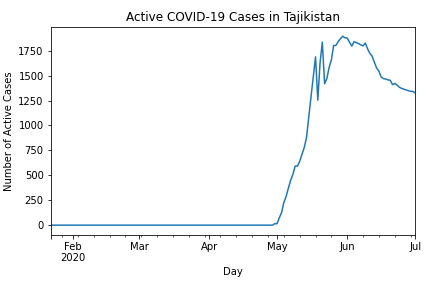 Active COVID-19 Cases in Tajikistan
Number of Active Cases
1750
1500
1250
1000
750
500
250
0
Feb
2020
Mar
Apr
May
Jun
Jul
Day